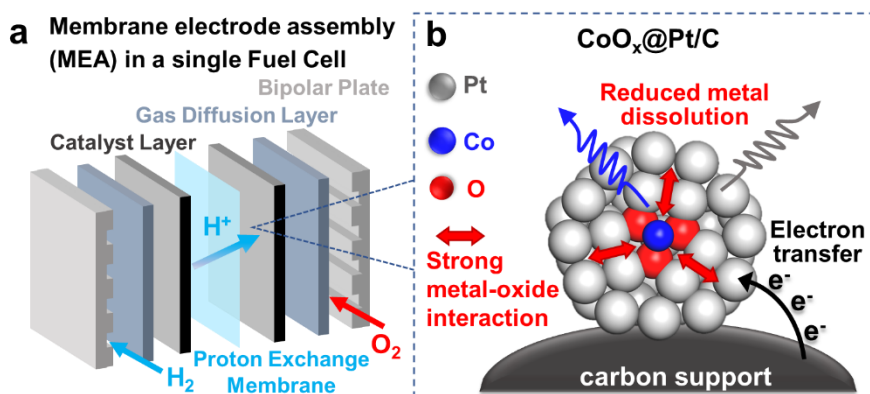 a
Membrane electrode assembly
(MEA) in a single Fuel Cell
Bipolar Plate
Gas Diffusion Layer
Catalyst Layer
H⁺
O₂
H₂
Proton Exchange
Membrane
b
CoOₓ@Pt/C
Pt
Co
O
Strong
metal-oxide
interaction
Reduced metal
dissolution
Electron
transfer
e⁻
e⁻
e⁻
carbon support